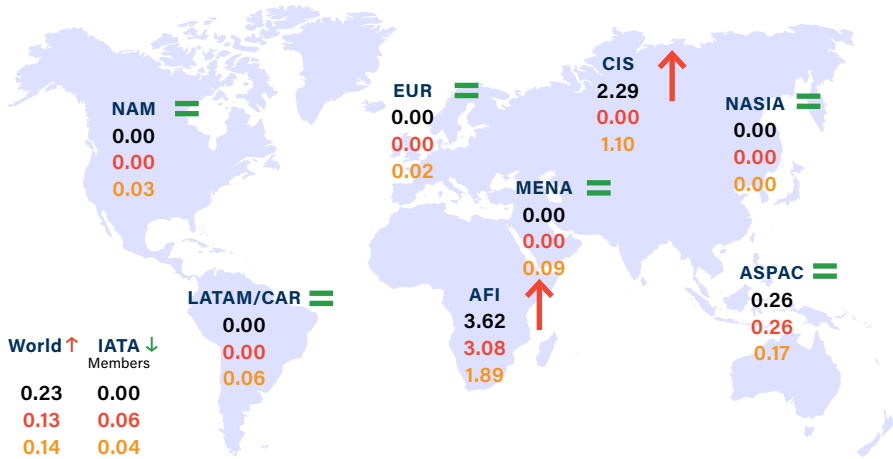 CIS
2.29
0.00
1.10
EUR
0.00
0.00
0.02
NAM
0.00
0.00
0.03
NASIA
0.00
0.00
0.00
MENA
0.00
0.00
0.09
ASPAC
0.26
0.26
0.17
LATAM/CAR
0.00
0.00
0.06
AFI
3.62
3.08
1.89
World IATA
Members
0.23 0.00
0.13 0.06
0.14 0.04